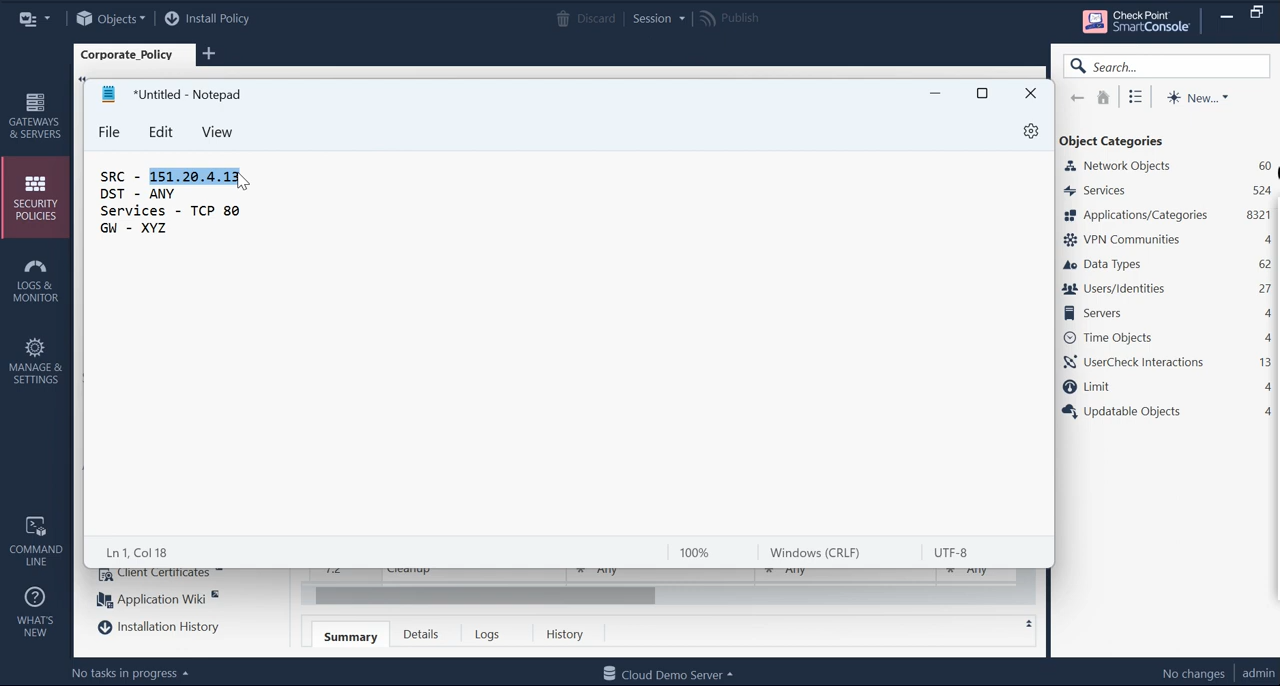 Objects
Install Policy
Discard
Session
Publish
Check Point
SmartConsole
Corporate_Policy
Search...
*Untitled - Notepad
New...
GATEWAYS
& SERVERS
File Edit View
Object Categories
SRC - 151.20.4.13
DST - ANY
Services - TCP 80
GW - XYZ
Network Objects 60
Services 524
Applications/Categories 8321
VPN Communities 4
Data Types 62
Users/Identities 27
Servers 4
Time Objects 4
UserCheck Interactions 13
Limit 4
Updatable Objects 4
SECURITY
POLICIES
LOGS &
MONITOR
MANAGE &
SETTINGS
COMMAND
LINE
WHAT'S
NEW
Ln 1, Col 18
100%
Windows (CRLF)
UTF-8
Client Certificates
7.2 Cleanup * Any * Any * Any
Application Wiki
Installation History
Summary Details Logs History
No tasks in progress
Cloud Demo Server
No changes
admin